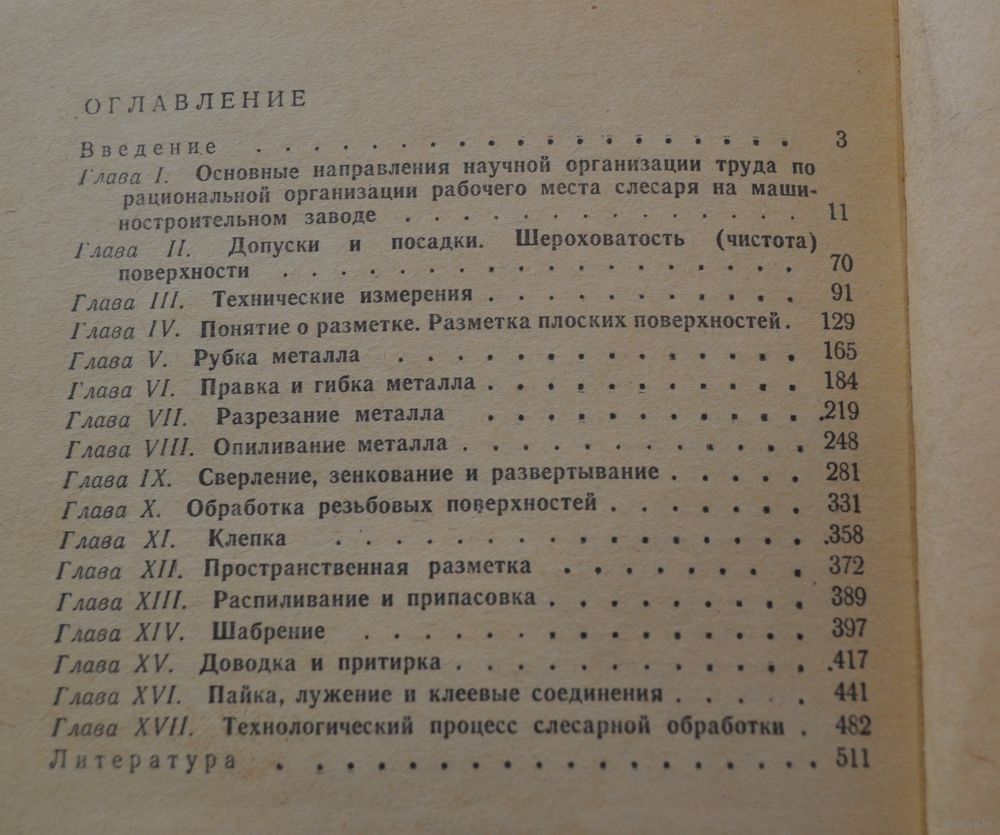 ОГЛАВЛЕНИЕ
Введение . . . . . . . . . . . . . . . . . . . 3
Глава I. Основные направления научной организации труда по
рациональной организации рабочего места слесаря на маши-
ностроительном заводе . . . . . . . . . . . . . . 11
Глава II. Допуски и посадки. Шероховатость (чистота)
поверхности . . . . . . . . . . . . . . . . . . 70
Глава III. Технические измерения . . . . . . . . . . . 91
Глава IV. Понятие о разметке. Разметка плоских поверхностей. 129
Глава V. Рубка металла . . . . . . . . . . . . . . 165
Глава VI. Правка и гибка металла . . . . . . . . . . . 184
Глава VII. Разрезание металла . . . . . . . . . . . 219
Глава VIII. Опиливание металла . . . . . . . . . . . 248
Глава IX. Сверление, зенкование и развертывание . . . . . 281
Глава X. Обработка резьбовых поверхностей . . . . . . . 331
Глава XI. Клепка . . . . . . . . . . . . . . . . 358
Глава XII. Пространственная разметка . . . . . . . . 372
Глава XIII. Распиливание и припасовка . . . . . . . . . 389
Глава XIV. Шабрение . . . . . . . . . . . . . . . 397
Глава XV. Доводка и притирка . . . . . . . . . . . . 417
Глава XVI. Пайка, лужение и клеевые соединения . . . . . 441
Глава XVII. Технологический процесс слесарной обработки . 482
Литература . . . . . . . . . . . . . . . . . 511